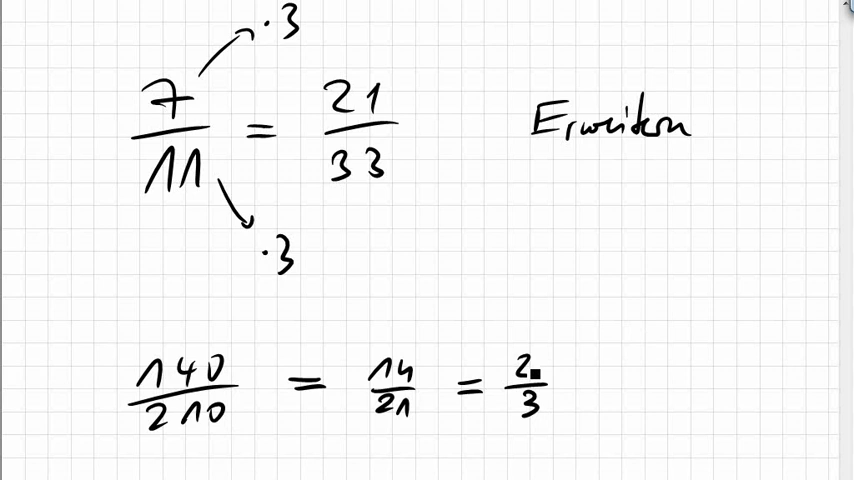 · 3
7/11 = 21/33 Erweitern
· 3
140/210 = 14/21 = 2/3